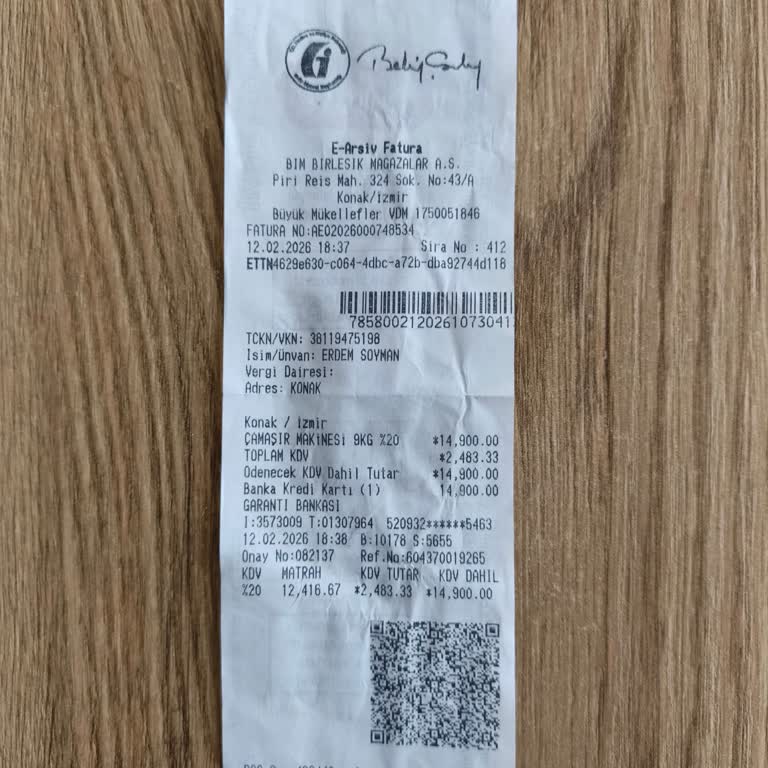 E-Arsiv Fatura
BIM BIRLESIK MAGAZALAR A.S.
Piri Reis Mah. 324 Sok. No:43/A
Konak/izmir
Büyük Mükellefler VDM 1750051846
FATURA NO:AEO2026000748534
12.02.2026 18:37 Sira No : 412
ETTN4629e630-c064-4dbc-a72b-dba92744d118
7858002120261073041
TCKN/VKN: 38119475198
Isim/Ünvan: ERDEM SOYMAN
Vergi Dairesi:
Adres: KONAK
Konak / izmir
ÇAMAŞIR MAKiNESi 9KG %20 *14,900.00
TOPLAM KDV *2,483.33
Odenecek KDV Dahil Tutar *14,900.00
Banka Kredi Kartı (1) 14,900.00
GARANTI BANKASI
I:3573009 T:01307964 520932******5463
12.02.2026 18:38 B:10178 S:5655
Onay No:082137 Ref.No:604370019265
KDV MATRAH KDV TUTAR KDV DAHIL
%20 12,416.67 *2,483.33 *14,900.00